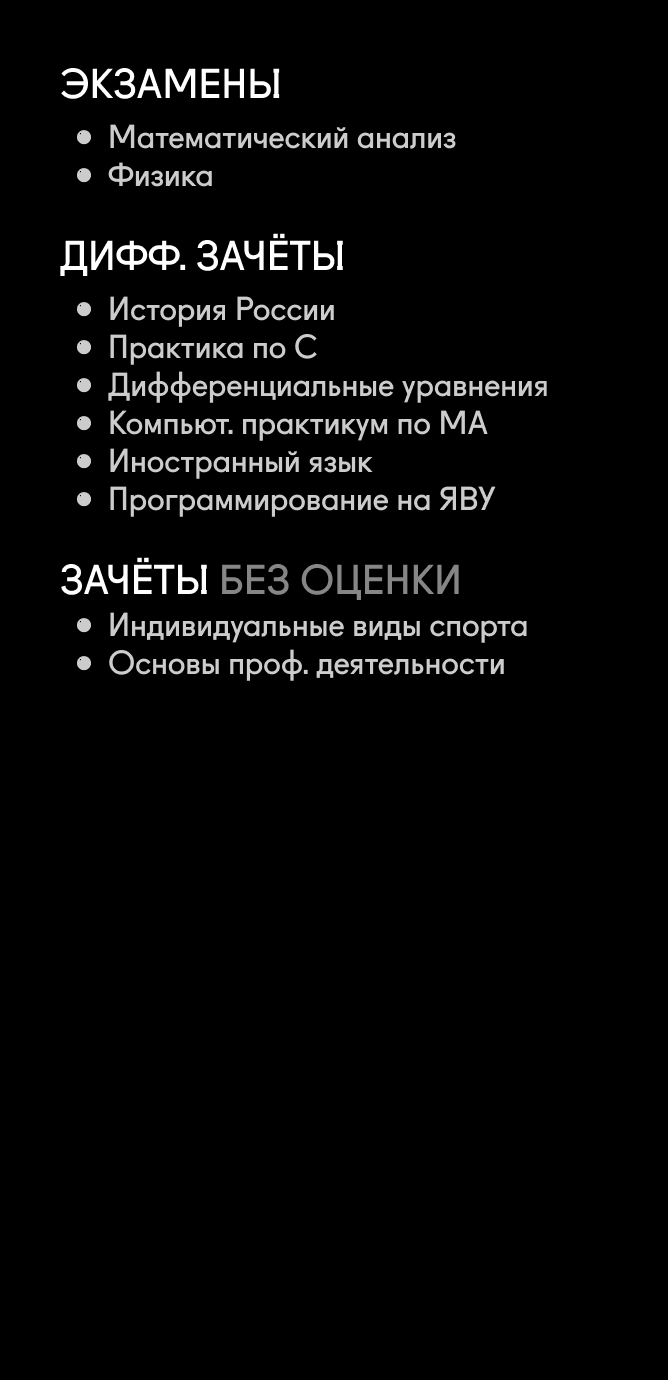 ЭКЗАМЕНЫ
Математический анализ
Физика
ДИФФ. ЗАЧЁТЫ
История России
Практика по С
Дифференциальные уравнения
Компьют. практикум по МА
Иностранный язык
Программирование на ЯВУ
ЗАЧЁТЫ БЕЗ ОЦЕНКИ
Индивидуальные виды спорта
Основы проф. деятельности